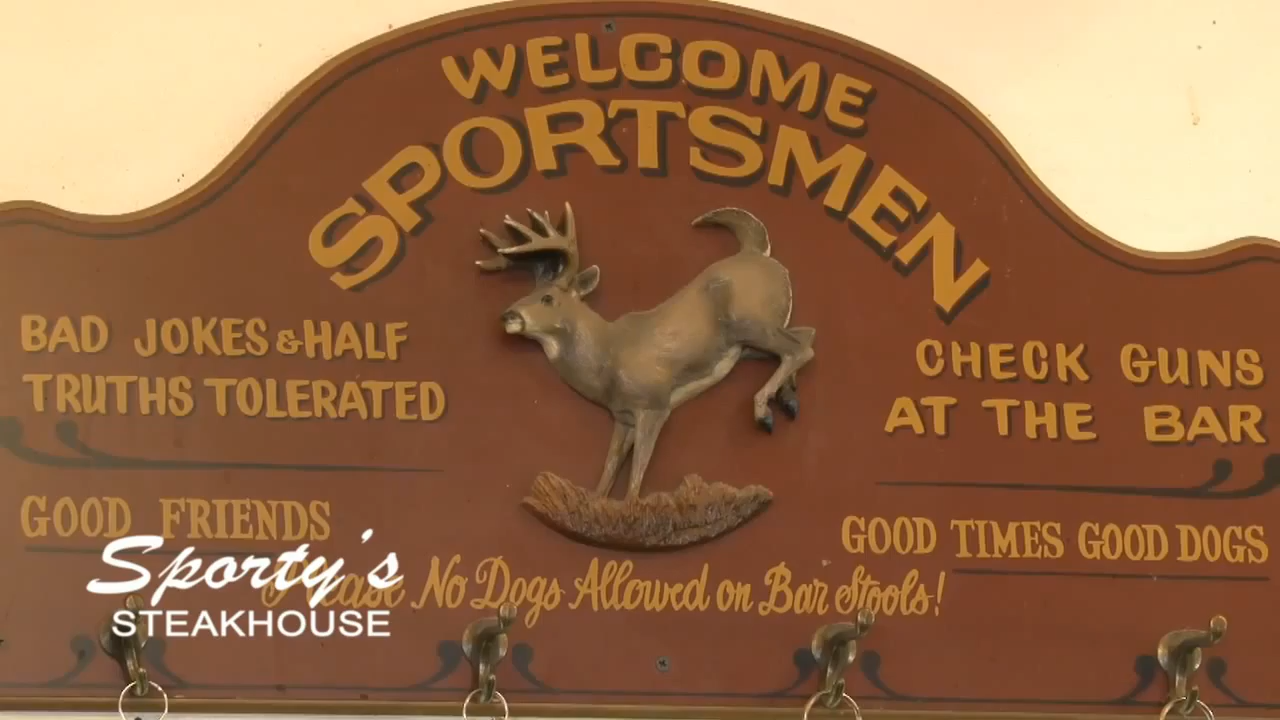 WELCOME
SPORTSMEN
BAD JOKES & HALF
TRUTHS TOLERATED
CHECK GUNS
AT THE BAR
GOOD FRIENDS
GOOD TIMES GOOD DOGS
Please No Dogs Allowed on Bar Stools!
Sporty's
STEAKHOUSE